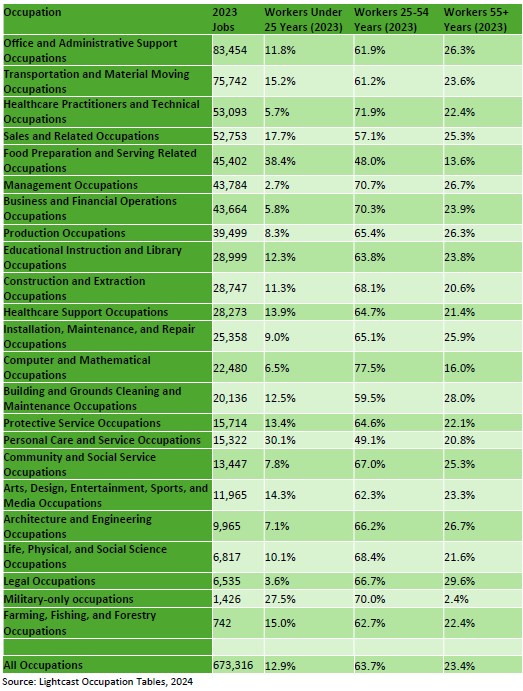 Occupation 2023 Jobs Workers Under 25 Years (2023) Workers 25-54 Years (2023) Workers 55+ Years (2023)
Office and Administrative Support Occupations 83,454 11.8% 61.9% 26.3%
Transportation and Material Moving Occupations 75,742 15.2% 61.2% 23.6%
Healthcare Practitioners and Technical Occupations 53,093 5.7% 71.9% 22.4%
Sales and Related Occupations 52,753 17.7% 57.1% 25.3%
Food Preparation and Serving Related Occupations 45,402 38.4% 48.0% 13.6%
Management Occupations 43,784 2.7% 70.7% 26.7%
Business and Financial Operations Occupations 43,664 5.8% 70.3% 23.9%
Production Occupations 39,499 8.3% 65.4% 26.3%
Educational Instruction and Library Occupations 28,999 12.3% 63.8% 23.8%
Construction and Extraction Occupations 28,747 11.3% 68.1% 20.6%
Healthcare Support Occupations 28,273 13.9% 64.7% 21.4%
Installation, Maintenance, and Repair Occupations 25,358 9.0% 65.1% 25.9%
Computer and Mathematical Occupations 22,480 6.5% 77.5% 16.0%
Building and Grounds Cleaning and Maintenance Occupations 20,136 12.5% 59.5% 28.0%
Protective Service Occupations 15,714 13.4% 64.6% 22.1%
Personal Care and Service Occupations 15,322 30.1% 49.1% 20.8%
Community and Social Service Occupations 13,447 7.8% 67.0% 25.3%
Arts, Design, Entertainment, Sports, and Media Occupations 11,965 14.3% 62.3% 23.3%
Architecture and Engineering Occupations 9,965 7.1% 66.2% 26.7%
Life, Physical, and Social Science Occupations 6,817 10.1% 68.4% 21.6%
Legal Occupations 6,535 3.6% 66.7% 29.6%
Military-only occupations 1,426 27.5% 70.0% 2.4%
Farming, Fishing, and Forestry Occupations 742 15.0% 62.7% 22.4%
All Occupations 673,316 12.9% 63.7% 23.4%
Source: Lightcast Occupation Tables, 2024